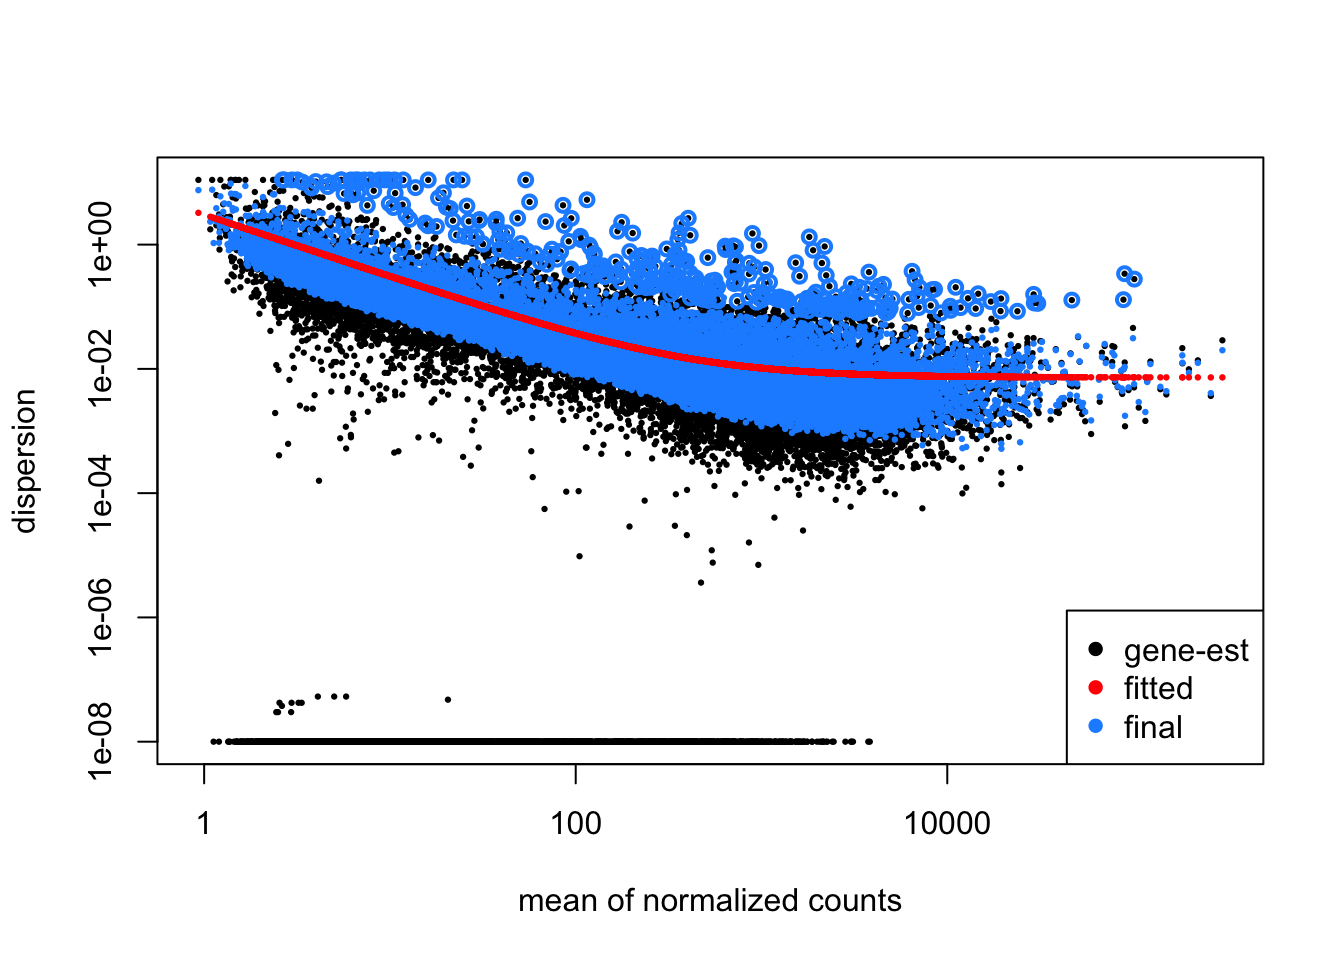 dispersion
1e+00
1e-02
1e-04
1e-06
1e-08
gene-est
fitted
final
1
100
10000
mean of normalized counts